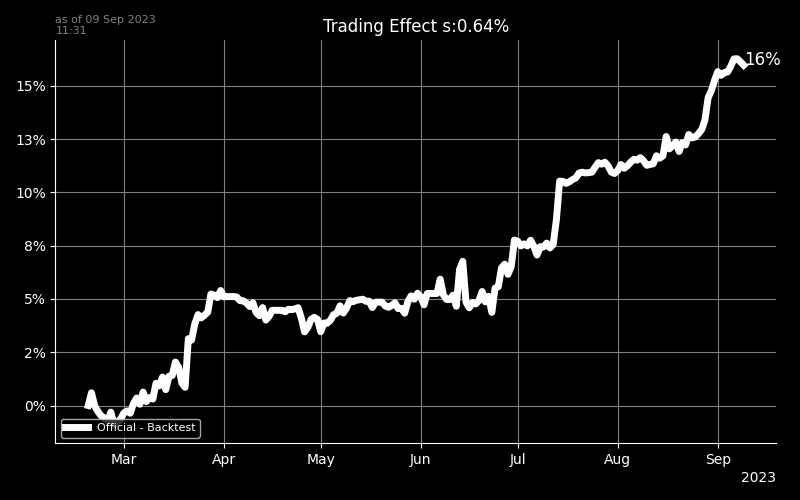 as of 09 Sep 2023
11:31
Trading Effect s:0.64%
16%
15%
13%
10%
8%
5%
2%
0%
Official - Backtest
Mar Apr May Jun Jul Aug Sep
2023